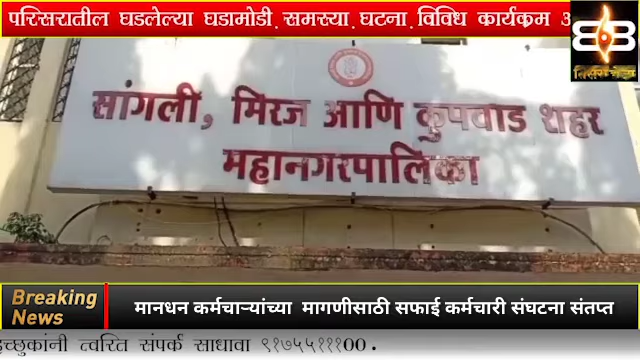 परिसरातील घडलेल्या घडामोडी. समस्या. घटना. विविध कार्यक्रम
सांगली, मिरज आणि कुपवाड शहर
महानगरपालिका
Breaking
News
मानधन कर्मचाऱ्यांच्या मागणीसाठी सफाई कर्मचारी संघटना संतप्त
इच्छुकांनी त्वरित संपर्क साधावा ९१७५५१११00.